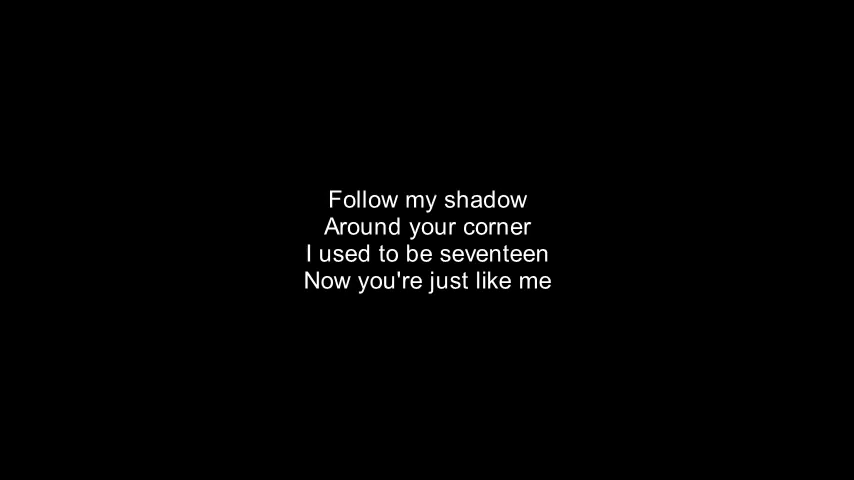 Follow my shadow
Around your corner
I used to be seventeen
Now you're just like me